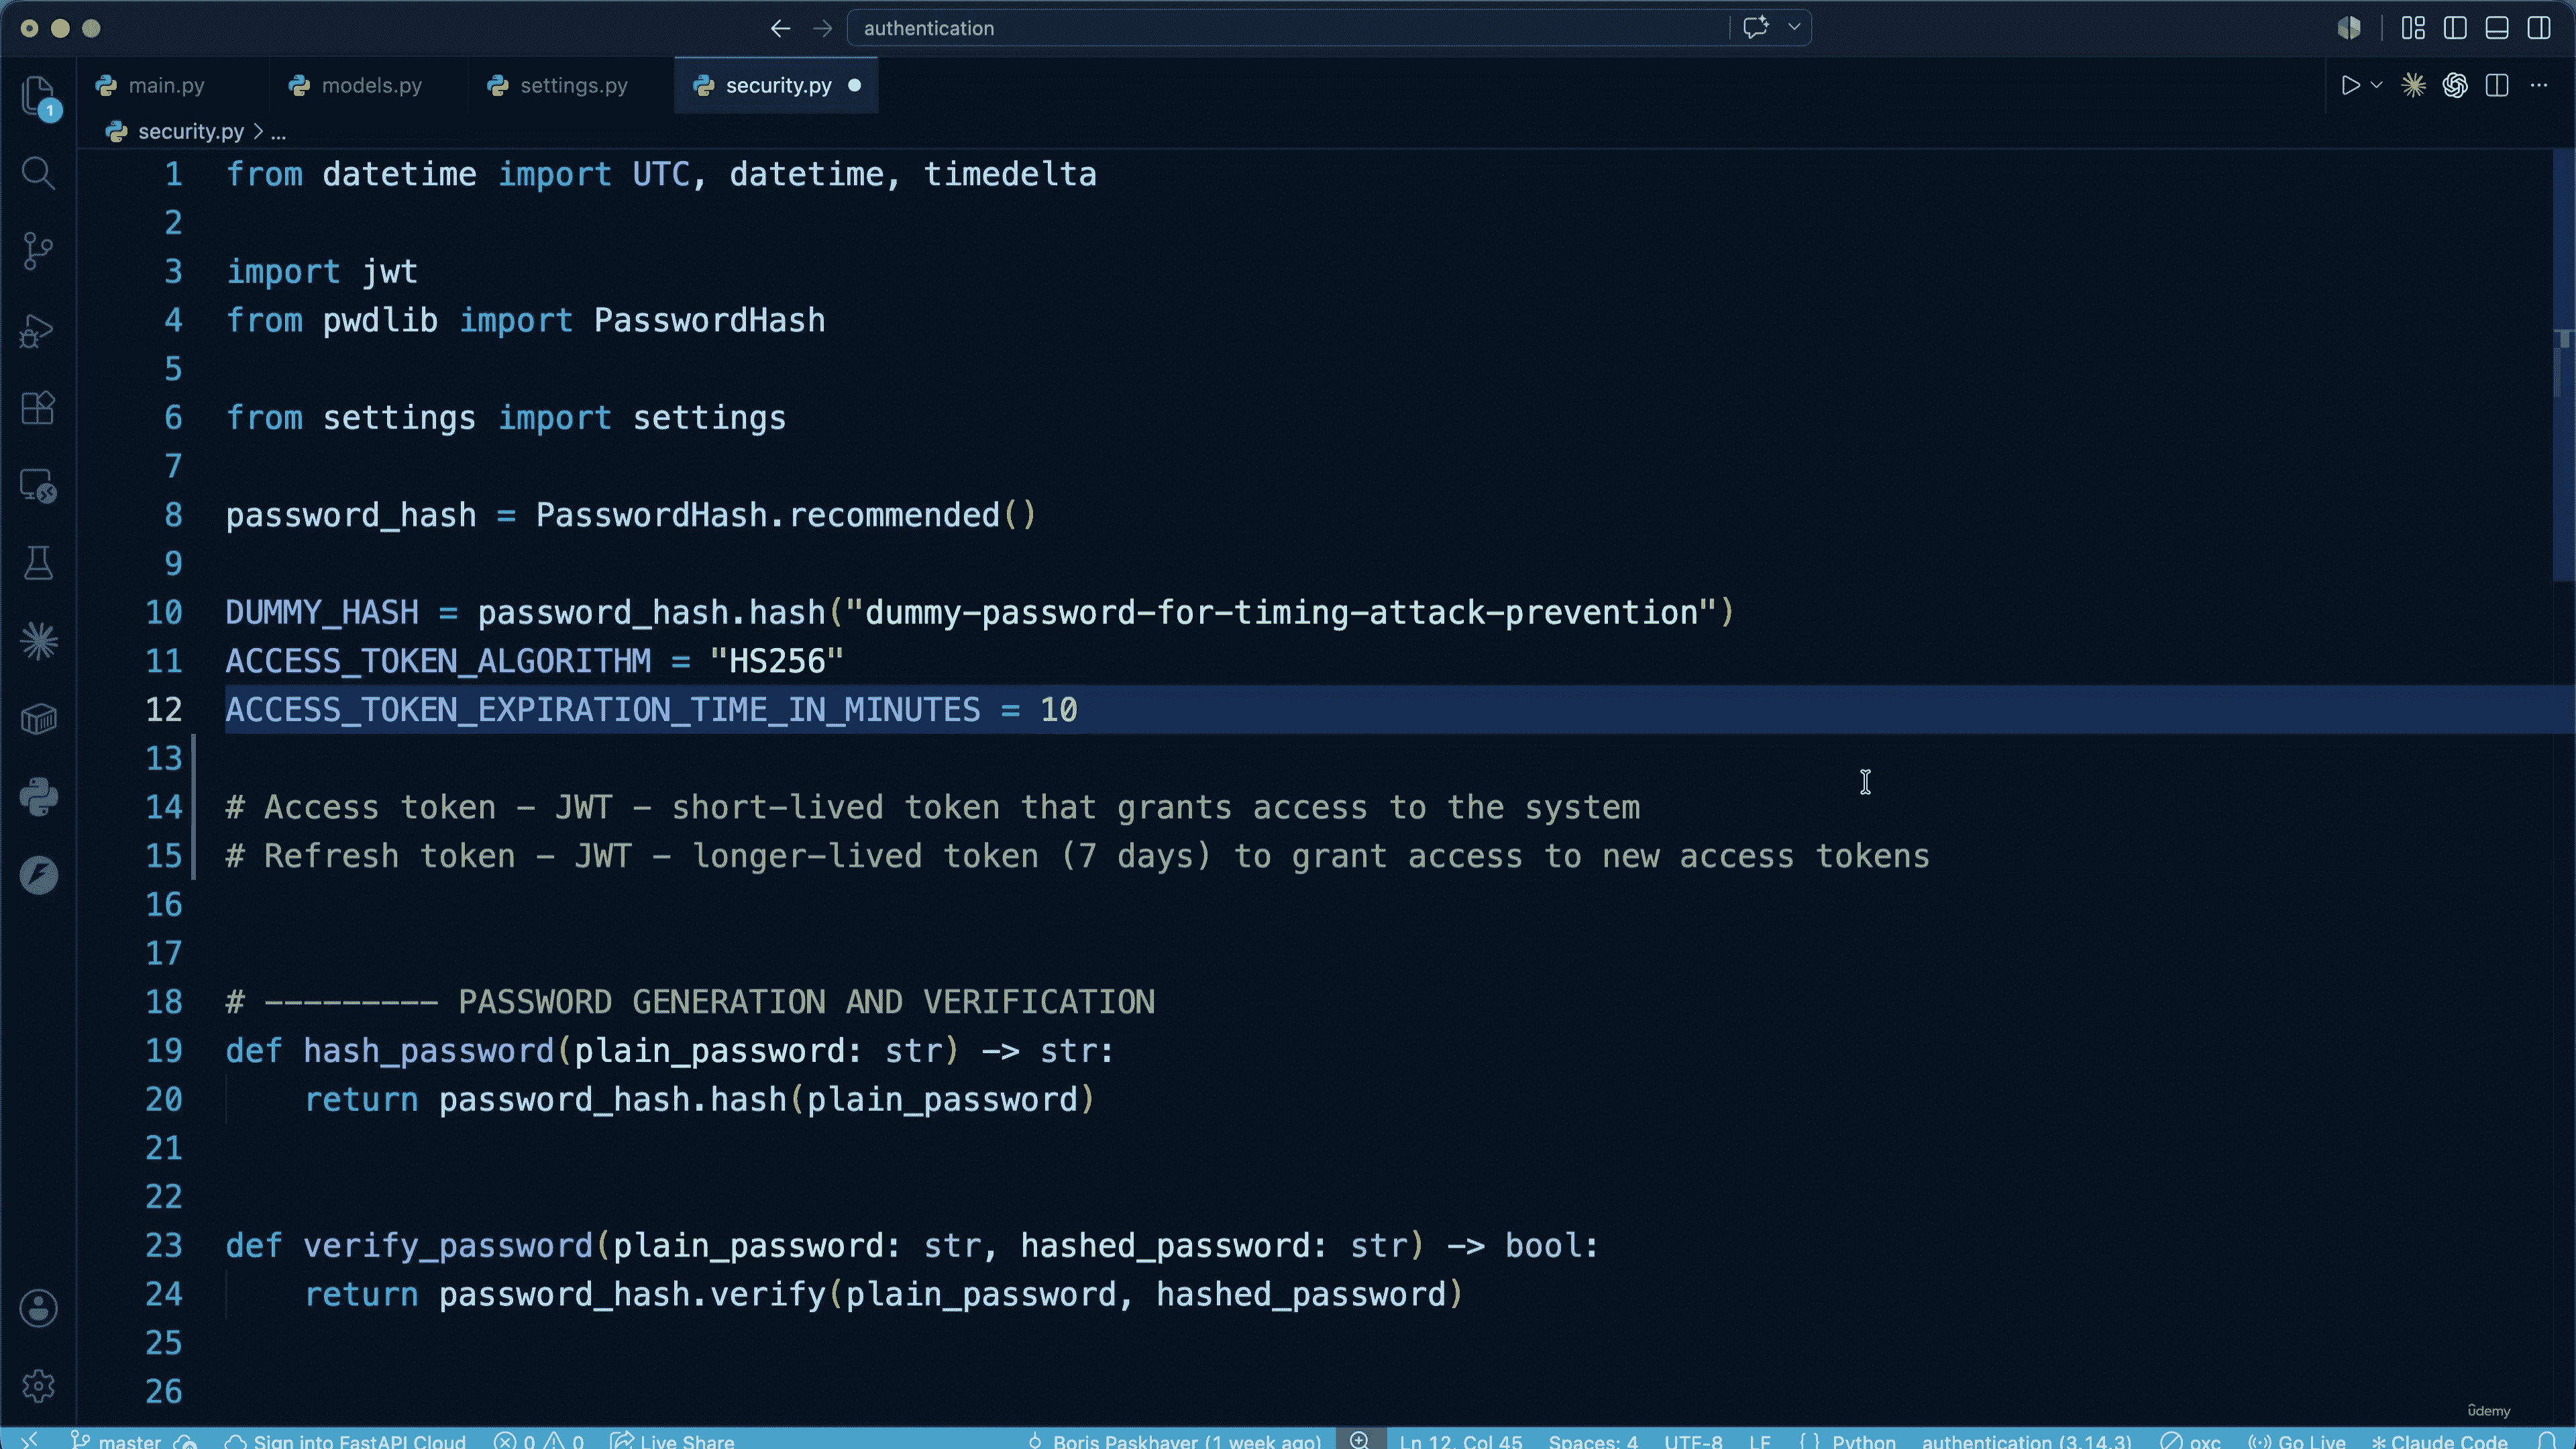 authentication
main.py
models.py
settings.py
security.py
1
security.py > ...
1 from datetime import UTC, datetime, timedelta
2
3 import jwt
4 from pwdlib import PasswordHash
5
6 from settings import settings
7
8 password_hash = PasswordHash.recommended()
9
10 DUMMY_HASH = password_hash.hash("dummy-password-for-timing-attack-prevention")
11 ACCESS_TOKEN_ALGORITHM = "HS256"
12 ACCESS_TOKEN_EXPIRATION_TIME_IN_MINUTES = 10
13
14 # Access token - JWT - short-lived token that grants access to the system
15 # Refresh token - JWT - longer-lived token (7 days) to grant access to new access tokens
16
17
18 # --------- PASSWORD GENERATION AND VERIFICATION
19 def hash_password(plain_password: str) -> str:
20     return password_hash.hash(plain_password)
21
22
23 def verify_password(plain_password: str, hashed_password: str) -> bool:
24     return password_hash.verify(plain_password, hashed_password)
25
26
ûdemy
master Sign into FastAPI Cloud 0 0 Live Share Boris Paskhaver (1 week ago) Ln 12, Col 45 Spaces: 4 UTF-8 LF { } Python authentication (3.14.3) oxc Go Live Claude Code